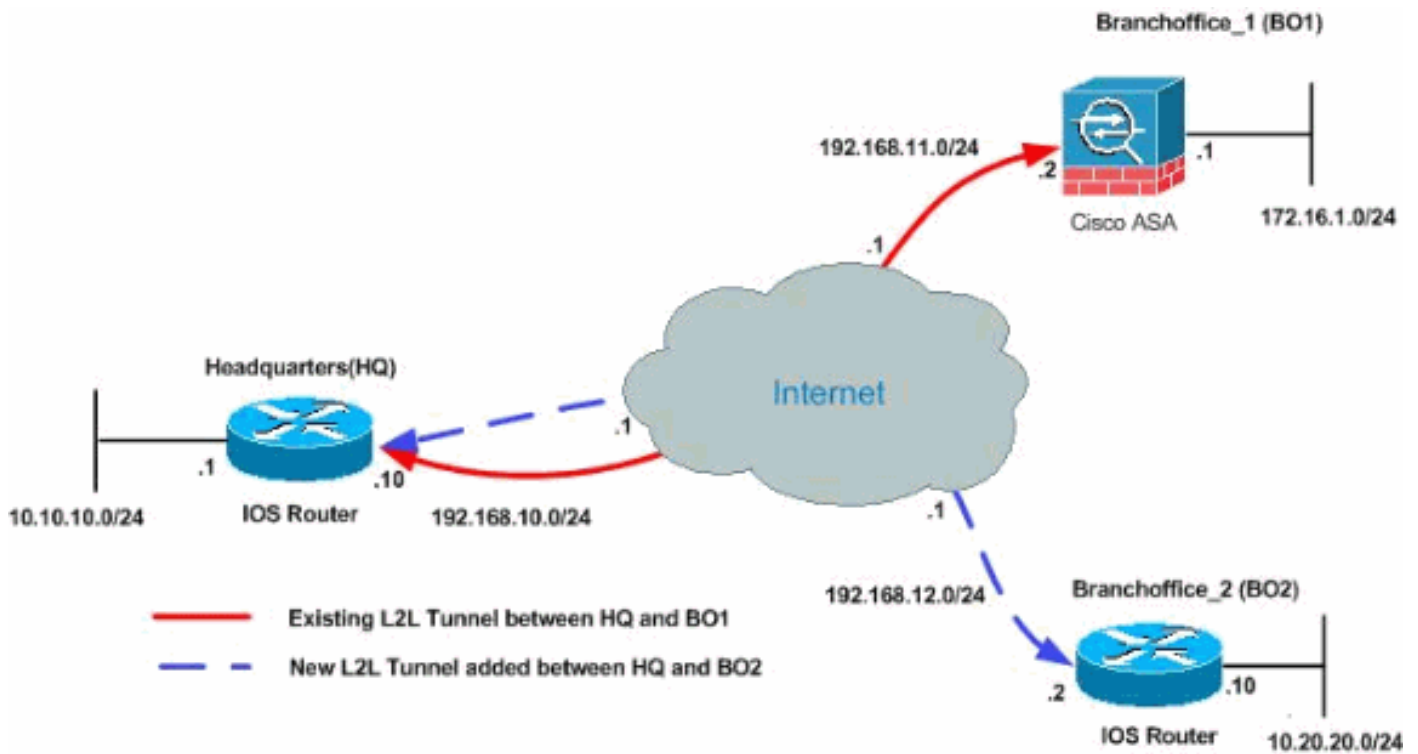 Branchoffice_1 (BO1)
192.168.11.0/24
.2
.1
Cisco ASA
172.16.1.0/24
.1
Headquarters(HQ)
Internet
.1
.1
.10
10.10.10.0/24
IOS Router
192.168.10.0/24
.1
192.168.12.0/24
Branchoffice_2 (BO2)
Existing L2L Tunnel between HQ and BO1
New L2L Tunnel added between HQ and BO2
.2
.10
IOS Router
10.20.20.0/24